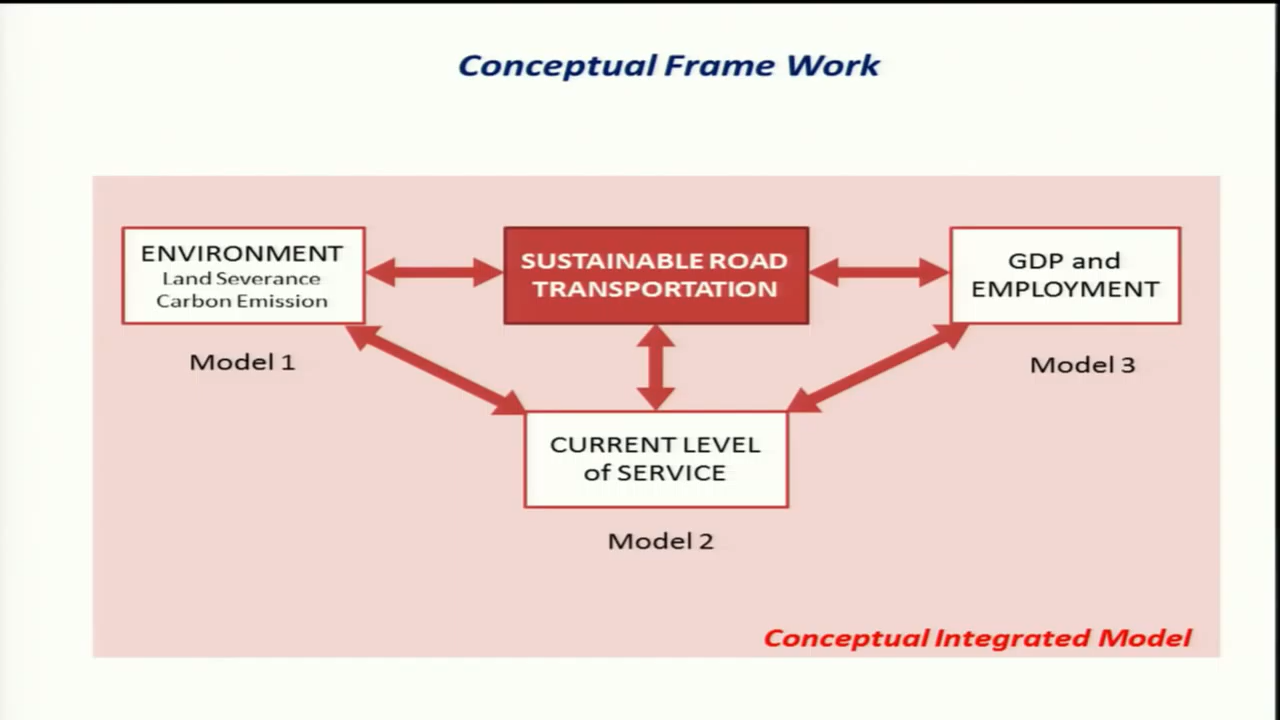 Conceptual Frame Work
ENVIRONMENT
Land Severance
Carbon Emission
Model 1
SUSTAINABLE ROAD
TRANSPORTATION
GDP and
EMPLOYMENT
Model 3
CURRENT LEVEL
of SERVICE
Model 2
Conceptual Integrated Model